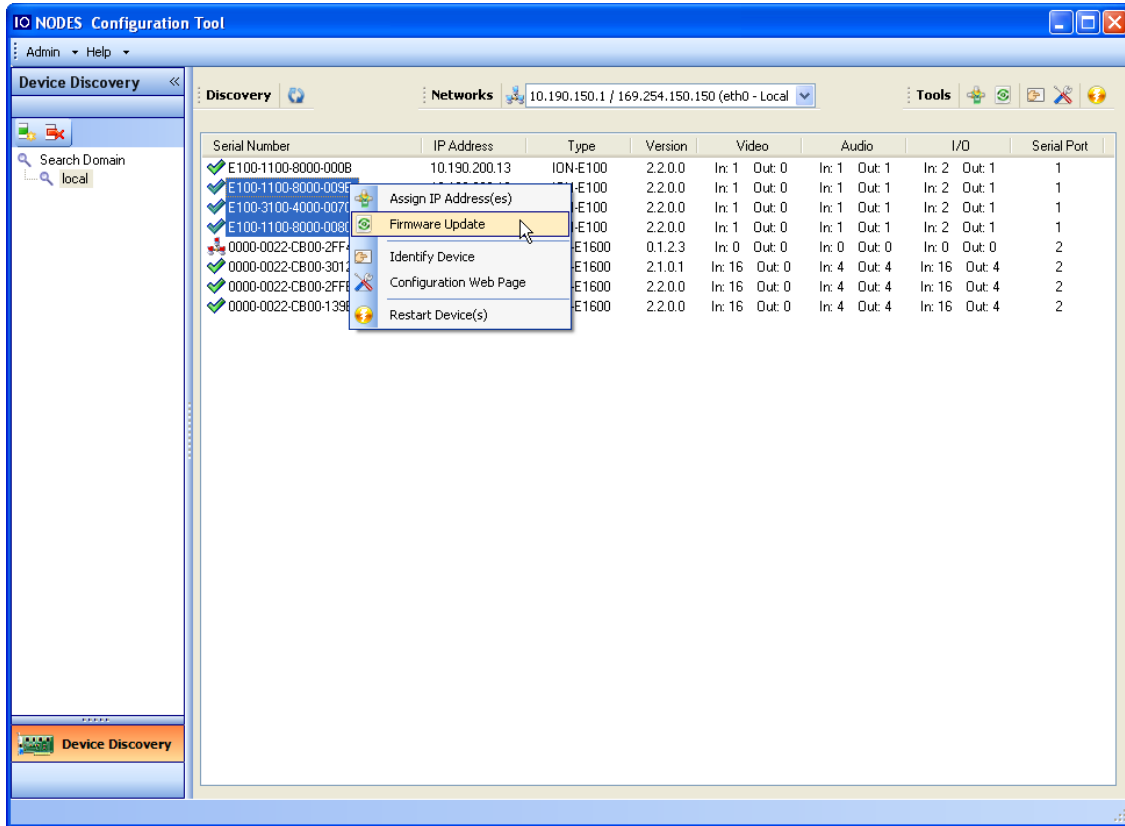 IO NODES Configuration Tool
Admin Help
Device Discovery «
Discovery Networks 10.190.150.1 / 169.254.150.150 (eth0 - Local Tools
Search Domain
local
Serial Number IP Address Type Version Video Audio I/O Serial Port
E100-1100-8000-000B 10.190.200.13 ION-E100 2.2.0.0 In: 1 Out: 0 In: 1 Out: 1 In: 2 Out: 1 1
E100-1100-8000-009 -E100 2.2.0.0 In: 1 Out: 0 In: 1 Out: 1 In: 2 Out: 1 1
E100-3100-4000-007 -E100 2.2.0.0 In: 1 Out: 0 In: 1 Out: 1 In: 2 Out: 1 1
E100-1100-8000-008 -E100 2.2.0.0 In: 1 Out: 0 In: 1 Out: 1 In: 2 Out: 1 1
0000-0022-CB00-2FF -E1600 0.1.2.3 In: 0 Out: 0 In: 0 Out: 0 In: 0 Out: 0 2
0000-0022-CB00-301 -E1600 2.1.0.1 In: 16 Out: 0 In: 4 Out: 4 In: 16 Out: 4 2
0000-0022-CB00-2FF -E1600 2.2.0.0 In: 16 Out: 0 In: 4 Out: 4 In: 16 Out: 4 2
0000-0022-CB00-139 -E1600 2.2.0.0 In: 16 Out: 0 In: 4 Out: 4 In: 16 Out: 4 2
Assign IP Address(es)
Firmware Update
Identify Device
Configuration Web Page
Restart Device(s)
Device Discovery